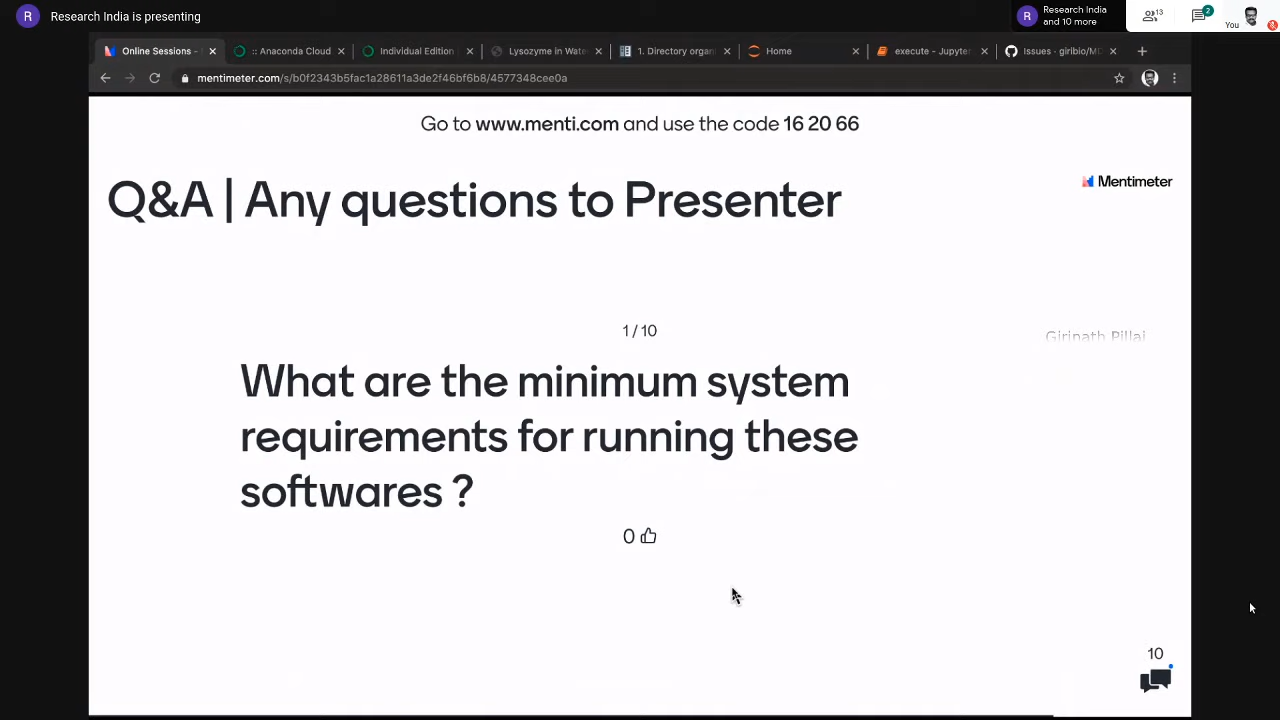 R Research India is presenting
R Research India
and 10 more
13
2
You
Online Sessions -
:: Anaconda Cloud
Individual Edition
Lysozyme in Wate
1. Directory organ
Home
execute - Jupyter
Issues - giribio/MD
mentimeter.com/s/b0f2343b5fac1a28611a3de2f46bf6b8/4577348cee0a
Go to www.menti.com and use the code 16 20 66
Q&A | Any questions to Presenter
Mentimeter
1 / 10
Girinath Pillai
What are the minimum system
requirements for running these
softwares ?
0
10